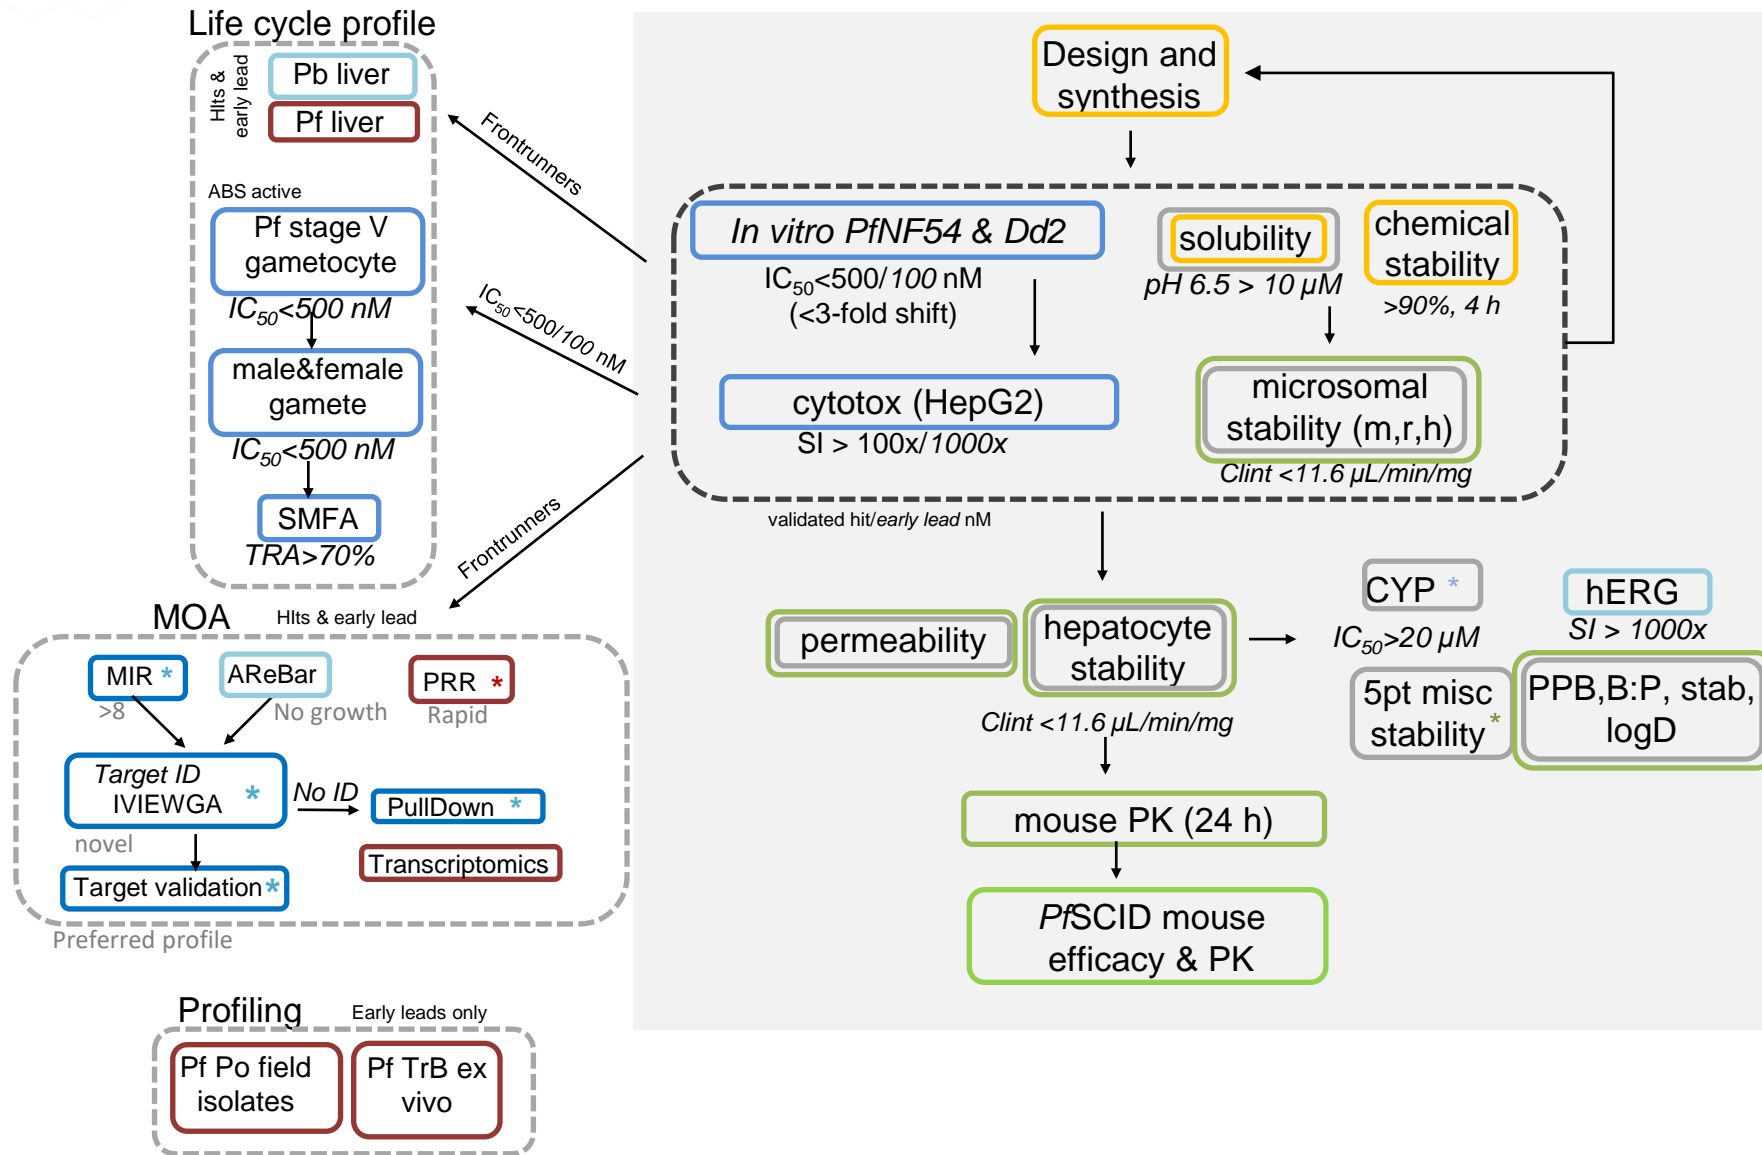 Life cycle profile
HIts &
early lead
Pb liver
Pf liver
ABS active
Pf stage V
gametocyte
IC50<500 nM
male&female
gamete
IC50<500 nM
SMFA
TRA>70%
Frontrunners
IC50<500/100 nM
Frontrunners
Design and
synthesis
In vitro PfNF54 & Dd2
IC50<500/100 nM
(<3-fold shift)
cytotox (HepG2)
SI > 100x/1000x
solubility
pH 6.5 > 10 µM
chemical
stability
>90%, 4 h
microsomal
stability (m,r,h)
Clint <11.6 µL/min/mg
validated hit/early lead nM
permeability
hepatocyte
stability
Clint <11.6 µL/min/mg
CYP *
IC50>20 µM
hERG
SI > 1000x
5pt misc
stability*
PPB,B:P, stab,
logD
mouse PK (24 h)
PfSCID mouse
efficacy & PK
MOA
HIts & early lead
MIR *
>8
AReBar
No growth
PRR *
Rapid
Target ID
IVIEWGA *
novel
No ID
PullDown *
Transcriptomics
Target validation*
Preferred profile
Profiling
Early leads only
Pf Po field
isolates
Pf TrB ex
vivo